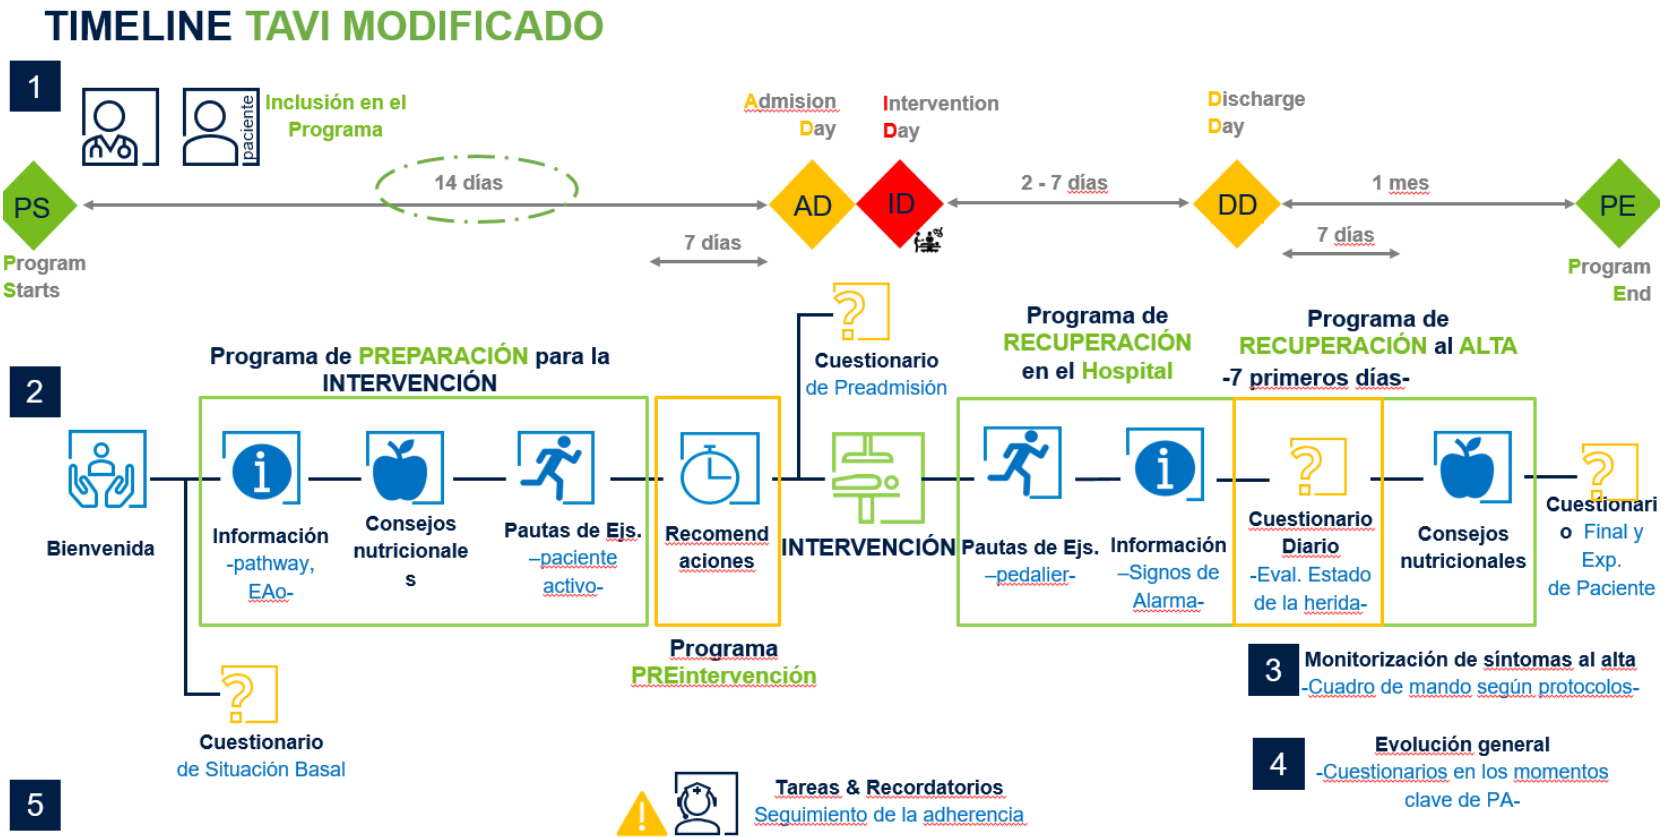 TIMELINE TAVI MODIFICADO
1
paciente
Inclusión en el
Programa
Admision
Day
Intervention
Day
Discharge
Day
PS
14 días
AD
ID
2 - 7 días
DD
1 mes
PE
7 días
7 días
Program
Starts
Program
End
2
Programa de PREPARACIÓN para la
INTERVENCIÓN
Cuestionario
de Preadmisión
Programa de
RECUPERACIÓN
en el Hospital
Programa de
RECUPERACIÓN al ALTA
-7 primeros días-
Bienvenida
Información
-pathway,
EAo-
Consejos
nutricionale
s
Pautas de Ejs.
–paciente
activo-
Recomend
aciones
INTERVENCIÓN
Pautas de Ejs.
–pedalier-
Información
–Signos de
Alarma-
Cuestionario
Diario
-Eval. Estado
de la herida-
Consejos
nutricionales
Cuestionari
o Final y
Exp.
de Paciente
Programa
PREintervención
Cuestionario
de Situación Basal
3
Monitorización de síntomas al alta
-Cuadro de mando según protocolos-
4
Evolución general
-Cuestionarios en los momentos
clave de PA-
5
Tareas & Recordatorios
Seguimiento de la adherencia